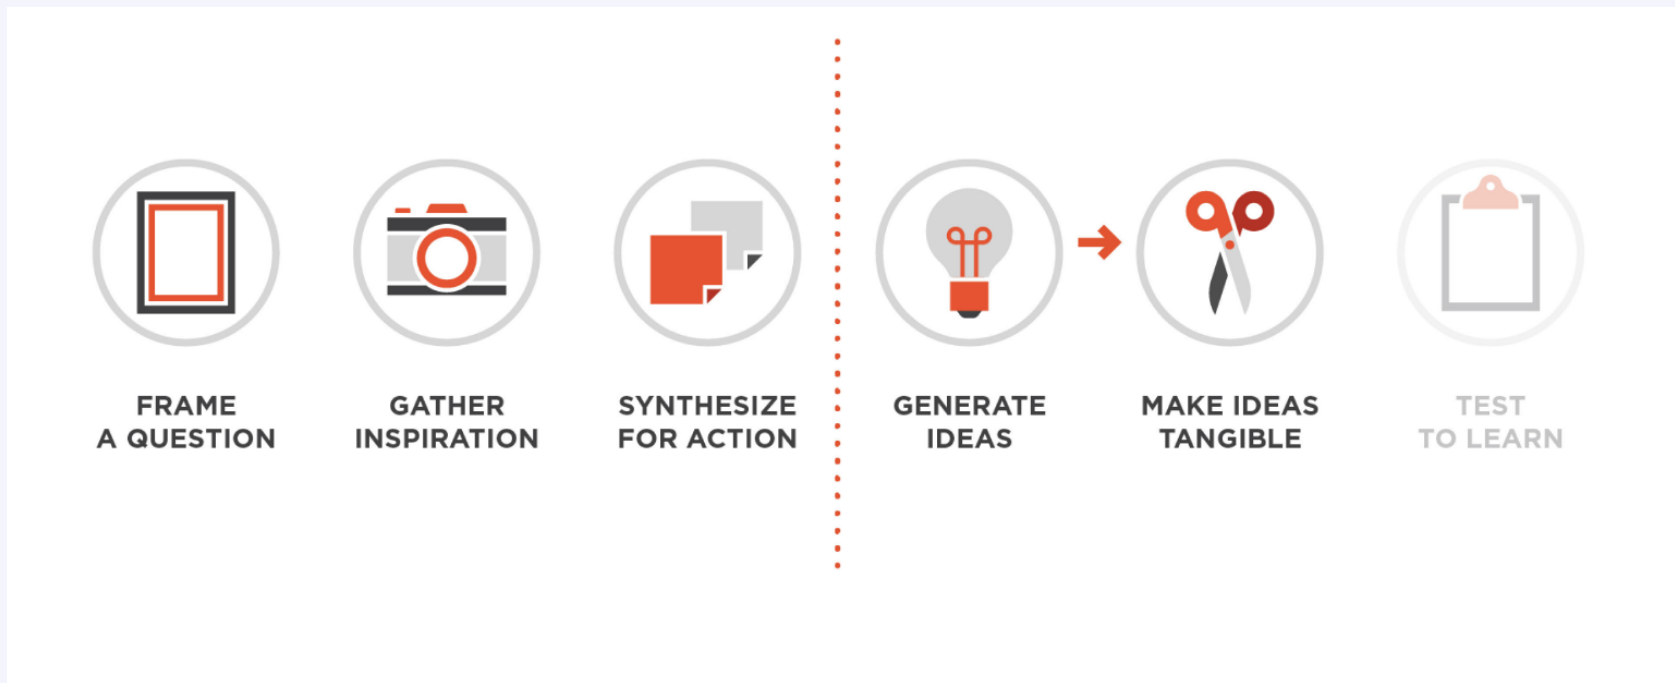 FRAME
A QUESTION
GATHER
INSPIRATION
SYNTHESIZE
FOR ACTION
GENERATE
IDEAS
MAKE IDEAS
TANGIBLE
TEST
TO LEARN